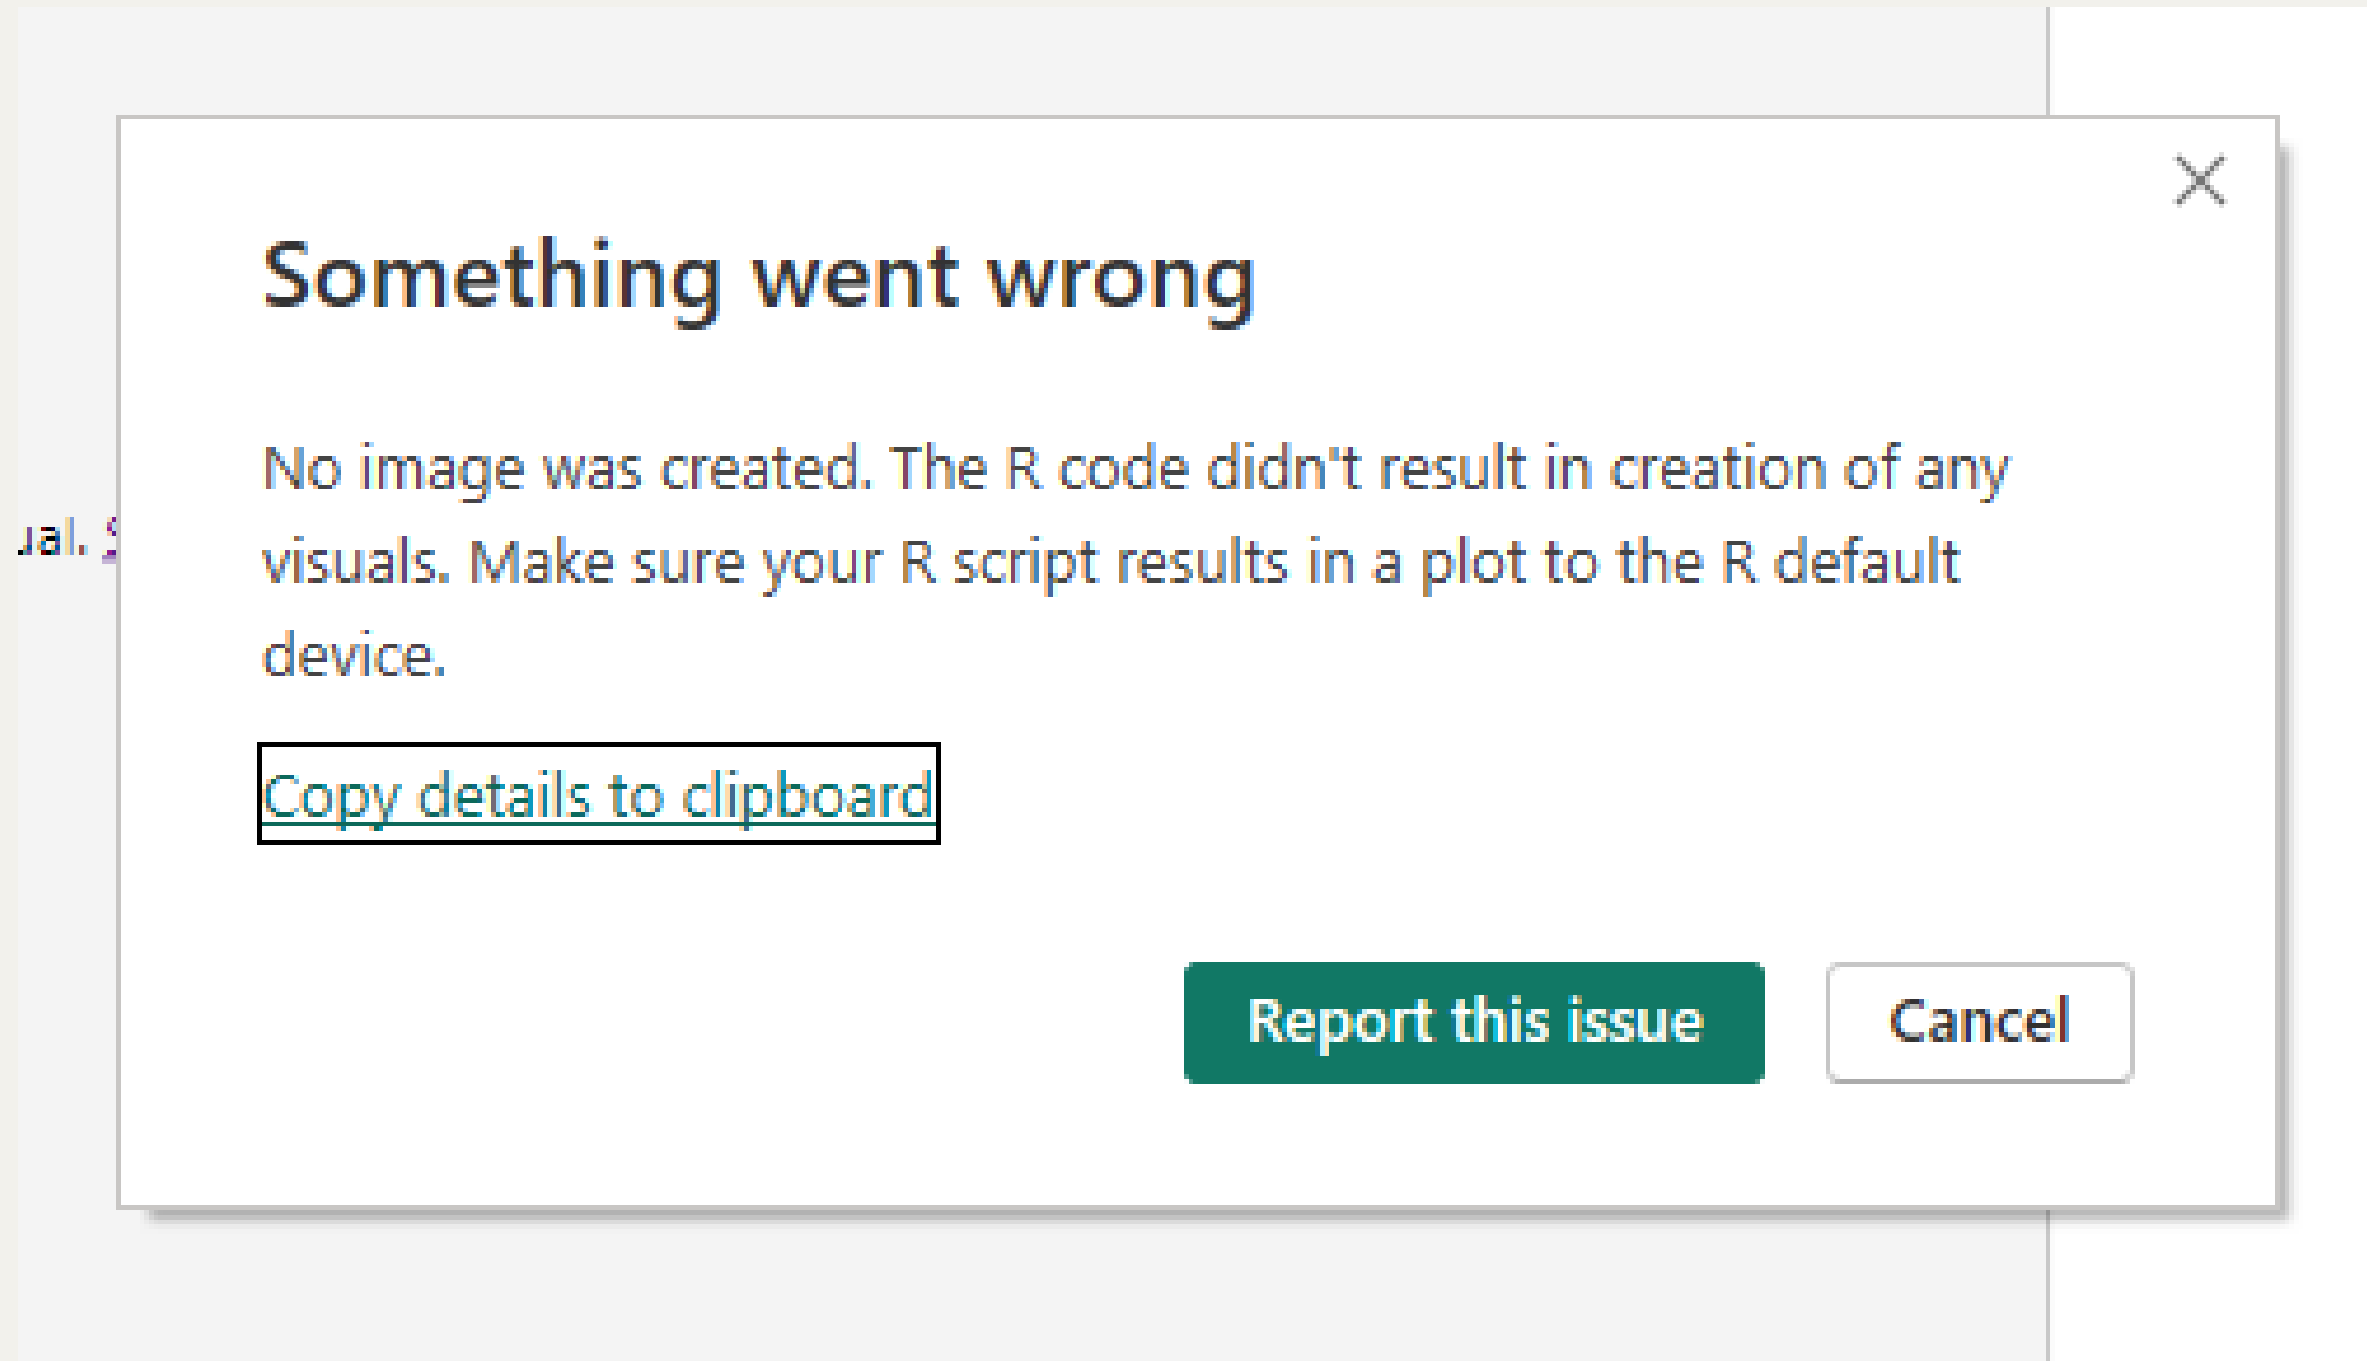 Something went wrong
No image was created. The R code didn't result in creation of any
visuals. Make sure your R script results in a plot to the R default
device.
Copy details to clipboard
Report this issue
Cancel